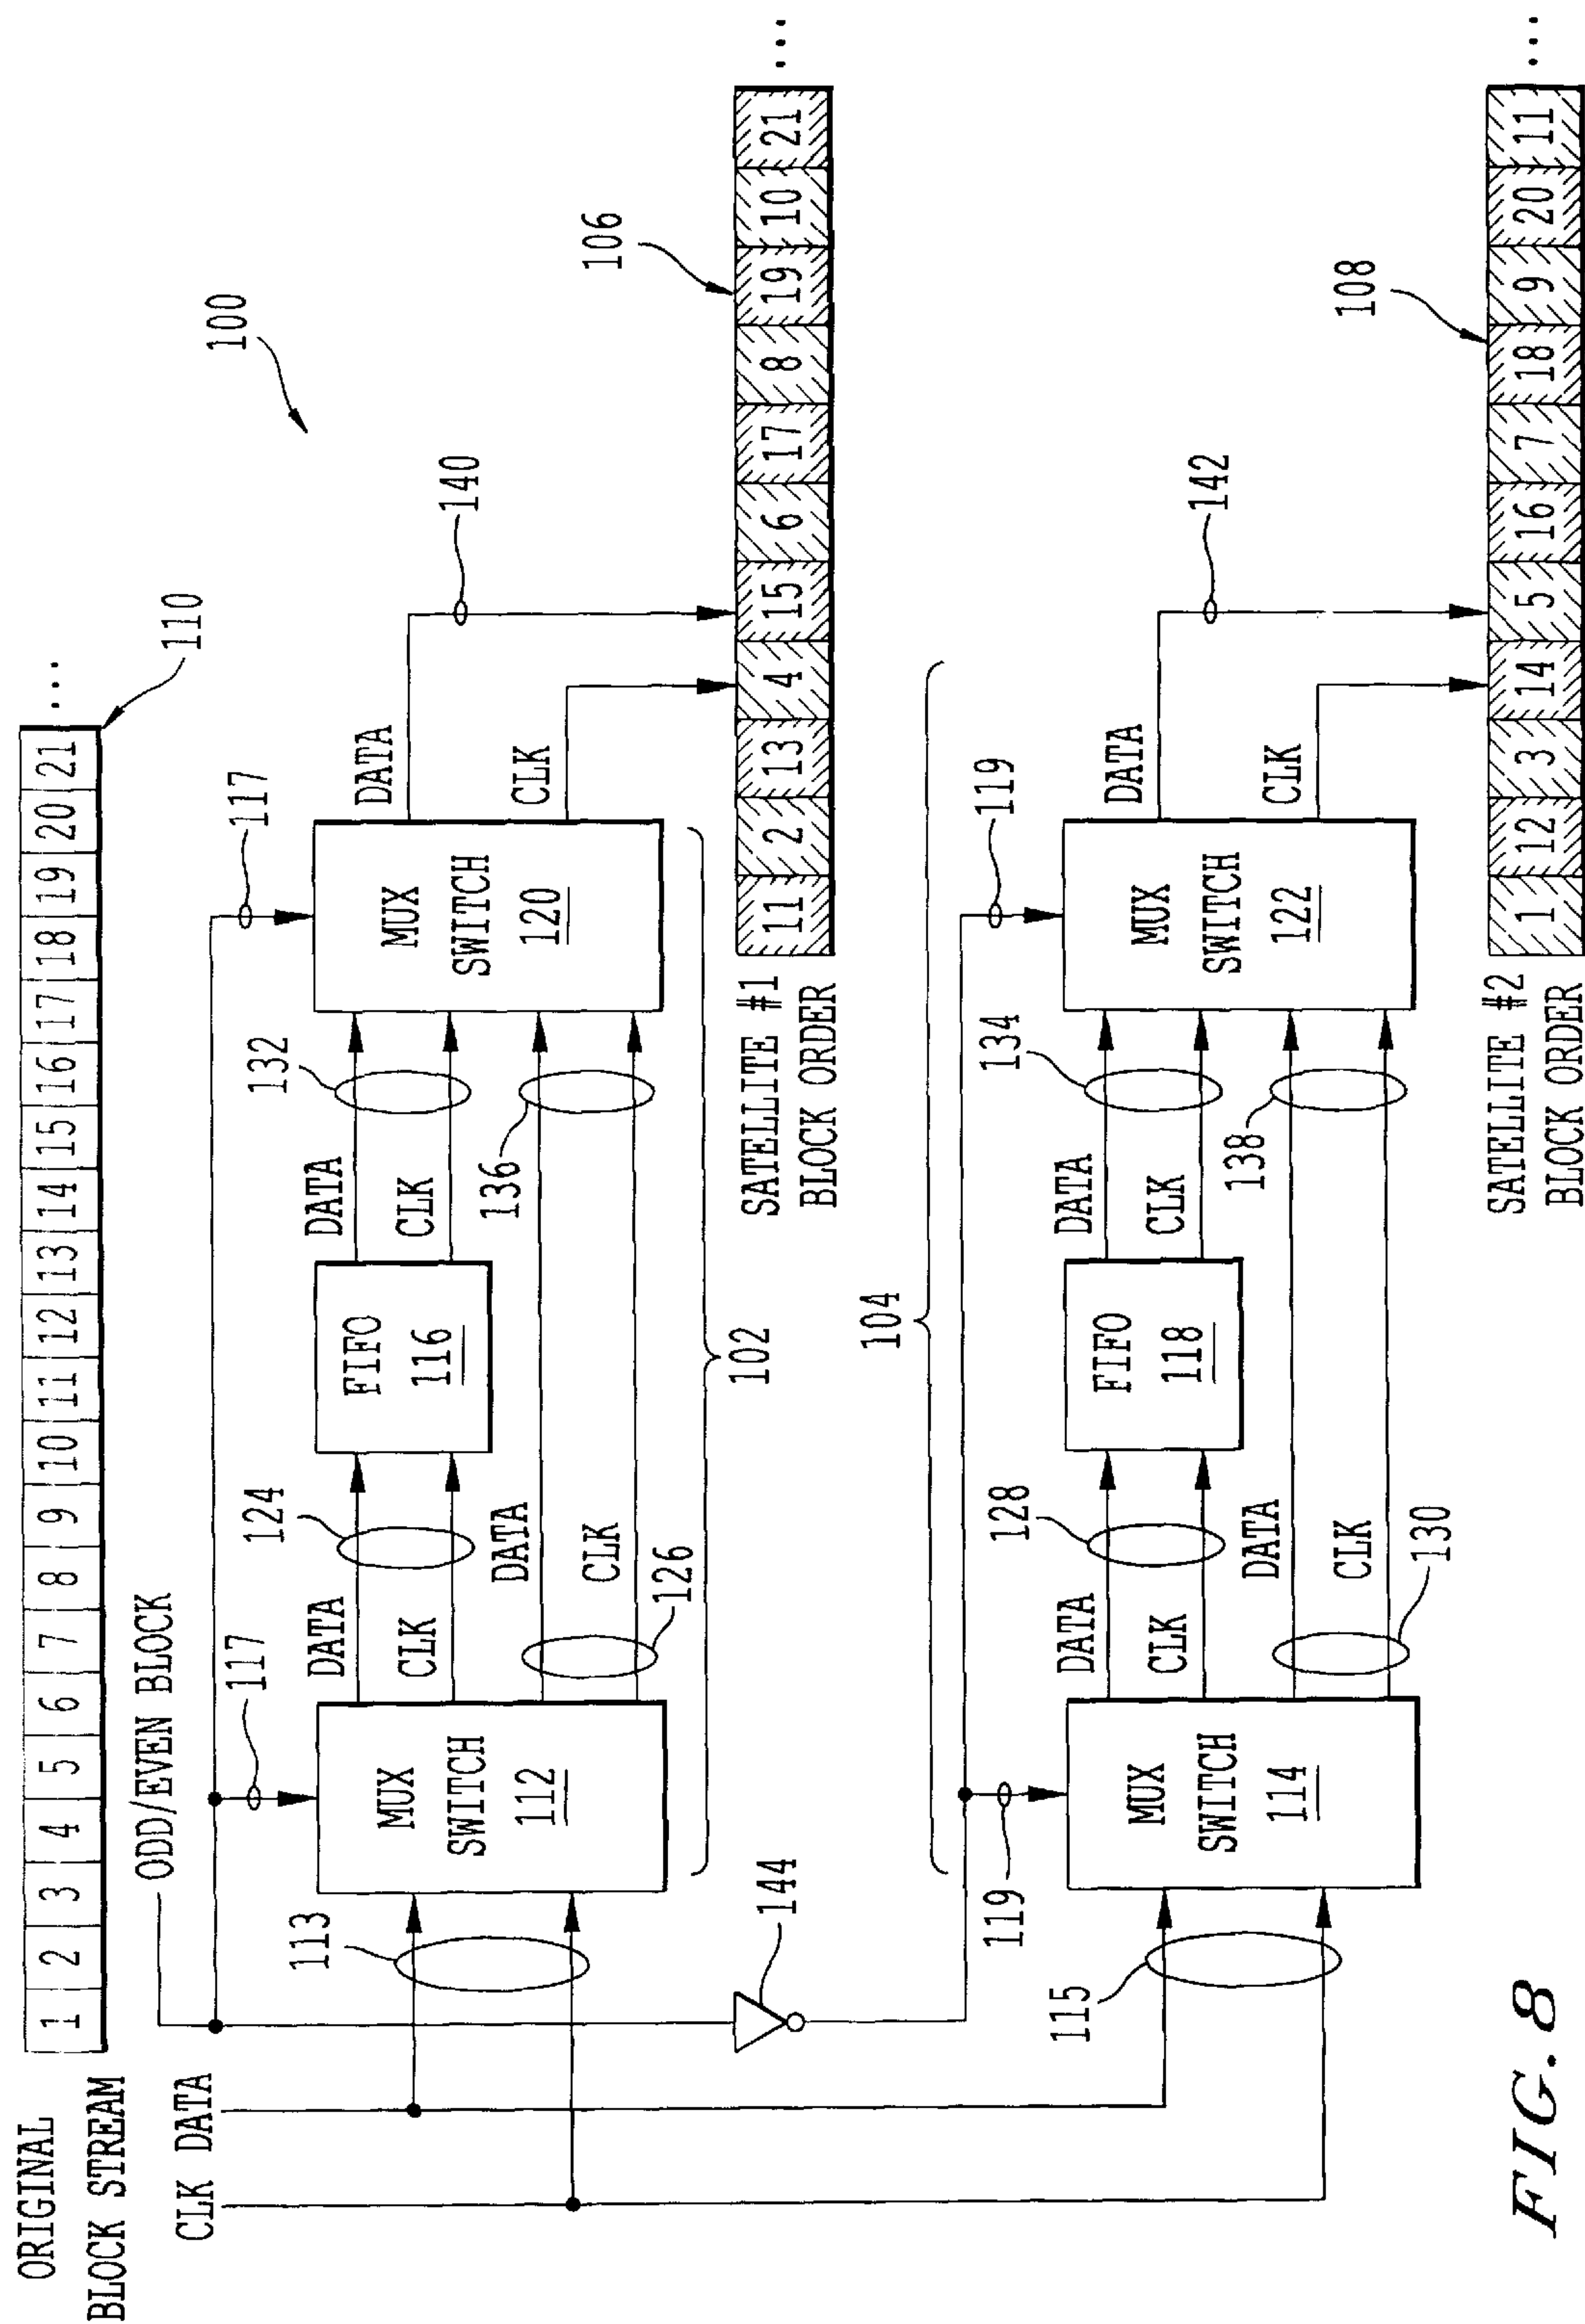 ORIGINAL
BLOCK STREAM
1 2 3 4 5 6 7 8 9 10 11 12 13 14 15 16 17 18 19 20 21 ...
110
ODD/EVEN BLOCK
CLK DATA
100
117
117
113
MUX
SWITCH
112
DATA
CLK
124
DATA
CLK
126
FIFO
116
DATA
CLK
132
136
MUX
SWITCH
120
DATA
CLK
140
102
144
106
SATELLITE #1
BLOCK ORDER
11 2 13 4 15 6 17 8 19 10 21 ...
104
119
119
115
MUX
SWITCH
114
DATA
CLK
128
DATA
CLK
130
FIFO
118
DATA
CLK
134
138
MUX
SWITCH
122
DATA
CLK
142
108
SATELLITE #2
BLOCK ORDER
1 12 3 14 5 16 7 18 9 20 11 ...
FIG. 8